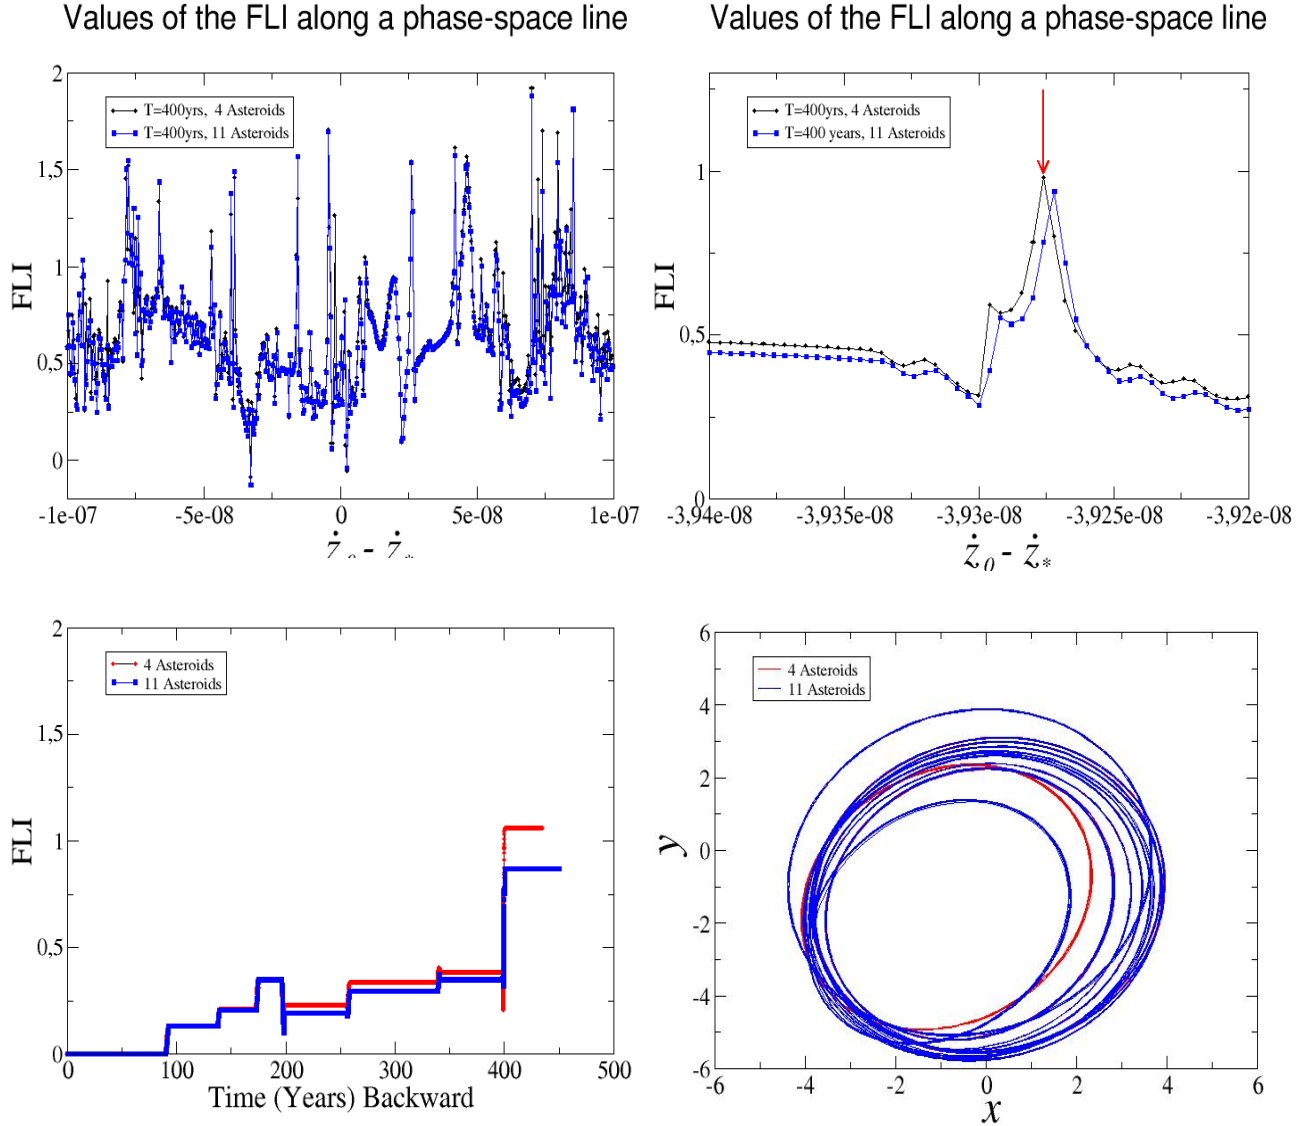 Values of the FLI along a phase-space line
Values of the FLI along a phase-space line
2
1,5
1
0,5
0
FLI
T=400yrs, 4 Asteroids
T=400yrs, 11 Asteroids
-1e-07
-5e-08
0
5e-08
1e-07
ż₀ - ż*
1
0,5
0
FLI
T=400yrs, 4 Asteroids
T=400 years, 11 Asteroids
-3,94e-08
-3,935e-08
-3,93e-08
-3,925e-08
-3,92e-08
ż₀ - ż*
2
1,5
1
0,5
0
FLI
4 Asteroids
11 Asteroids
0
100
200
300
400
500
Time (Years) Backward
6
4
2
0
-2
-4
-6
y
4 Asteroids
11 Asteroids
-6
-4
-2
0
2
4
6
x